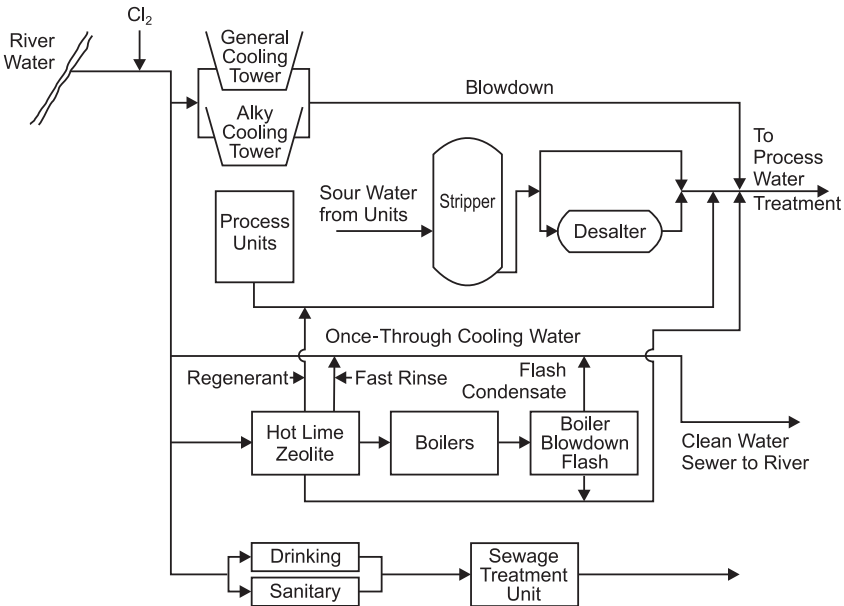 Cl₂
River
Water
General
Cooling
Tower
Alky
Cooling
Tower
Blowdown
To
Process
Water
Treatment
Sour Water
from Units
Stripper
Desalter
Process
Units
Once-Through Cooling Water
Regenerant
Fast Rinse
Flash
Condensate
Hot Lime
Zeolite
Boilers
Boiler
Blowdown
Flash
Clean Water
Sewer to River
Drinking
Sanitary
Sewage
Treatment
Unit